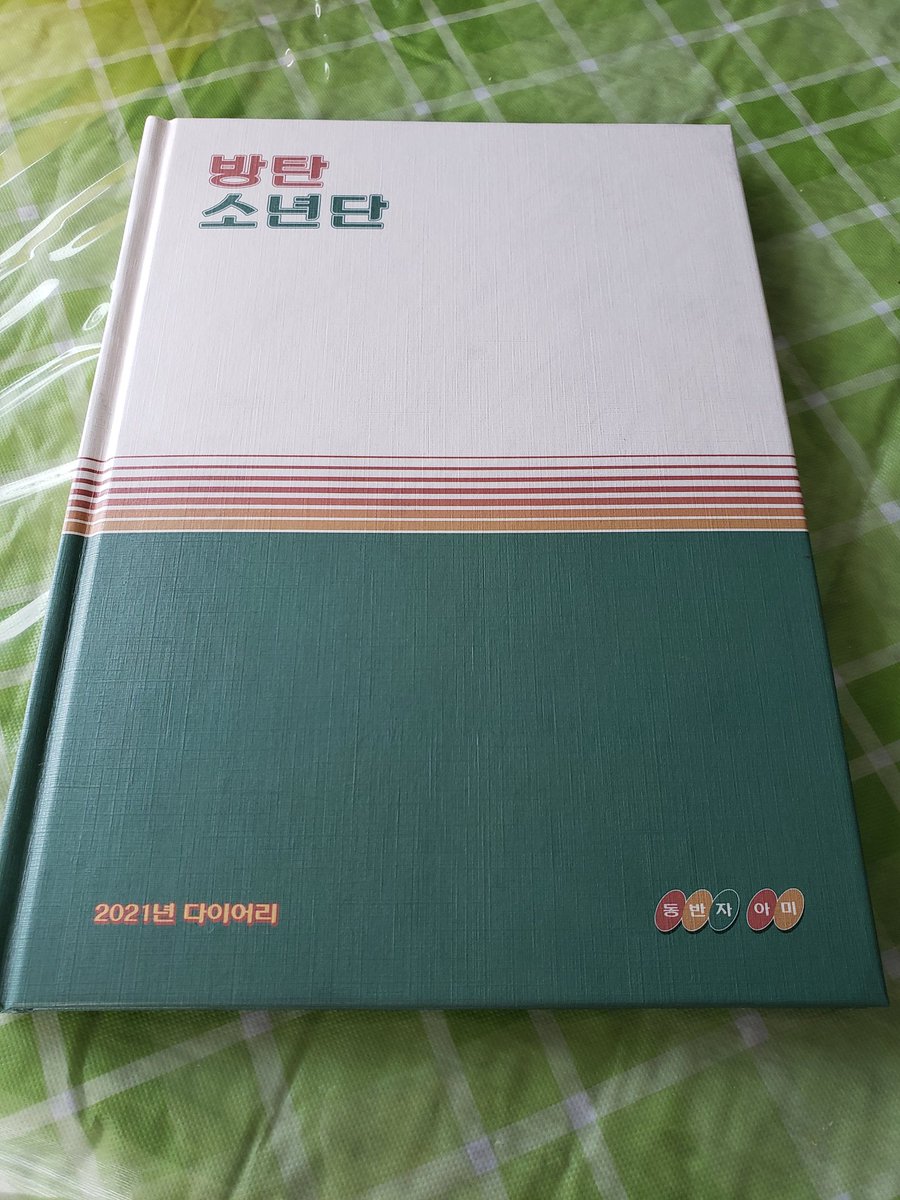 방탄
소년단
2021년 다이어리
동반자 아미